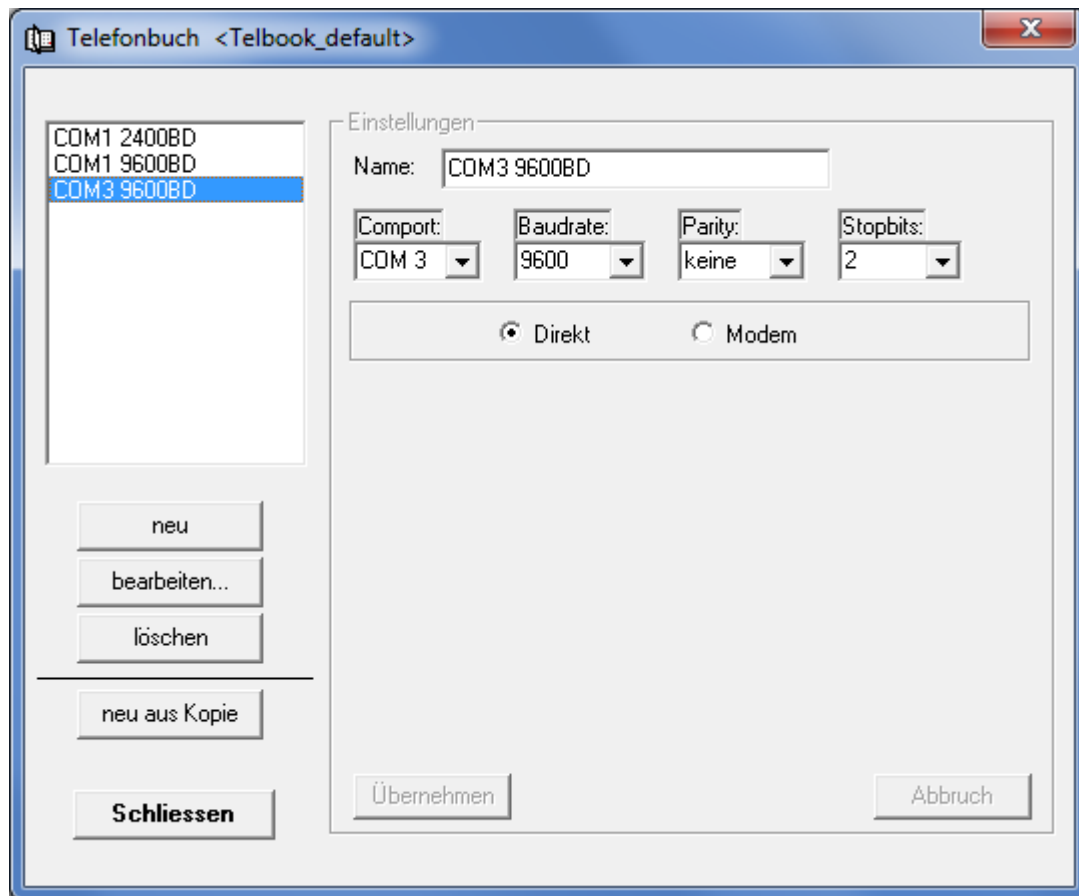 Telefonbuch <Telbook_default>
COM1 2400BD
COM1 9600BD
COM3 9600BD
neu
bearbeiten...
löschen
neu aus Kopie
Schliessen
Einstellungen
Name: COM3 9600BD
Comport: Baudrate: Parity: Stopbits:
COM 3 9600 keine 2
Direkt Modem
Übernehmen Abbruch